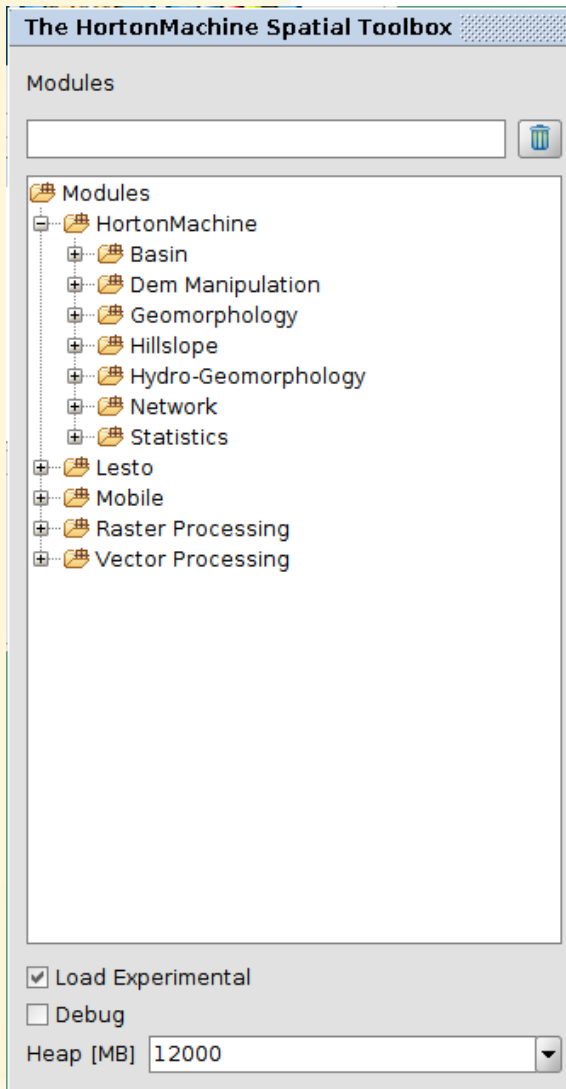 The HortonMachine Spatial Toolbox
Modules
Modules
HortonMachine
Basin
Dem Manipulation
Geomorphology
Hillslope
Hydro-Geomorphology
Network
Statistics
Lesto
Mobile
Raster Processing
Vector Processing
Load Experimental
Debug
Heap [MB] 12000